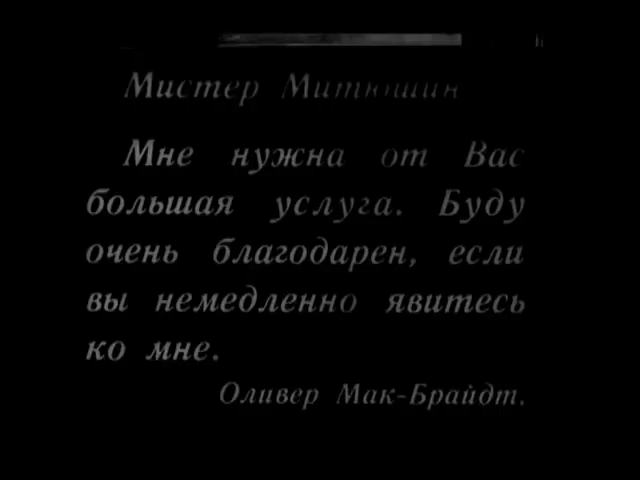 Мистер Митюшин
Мне нужна от Вас
большая услуга. Буду
очень благодарен, если
вы немедленно явитесь
ко мне.
Оливер Мак-Брайдт.